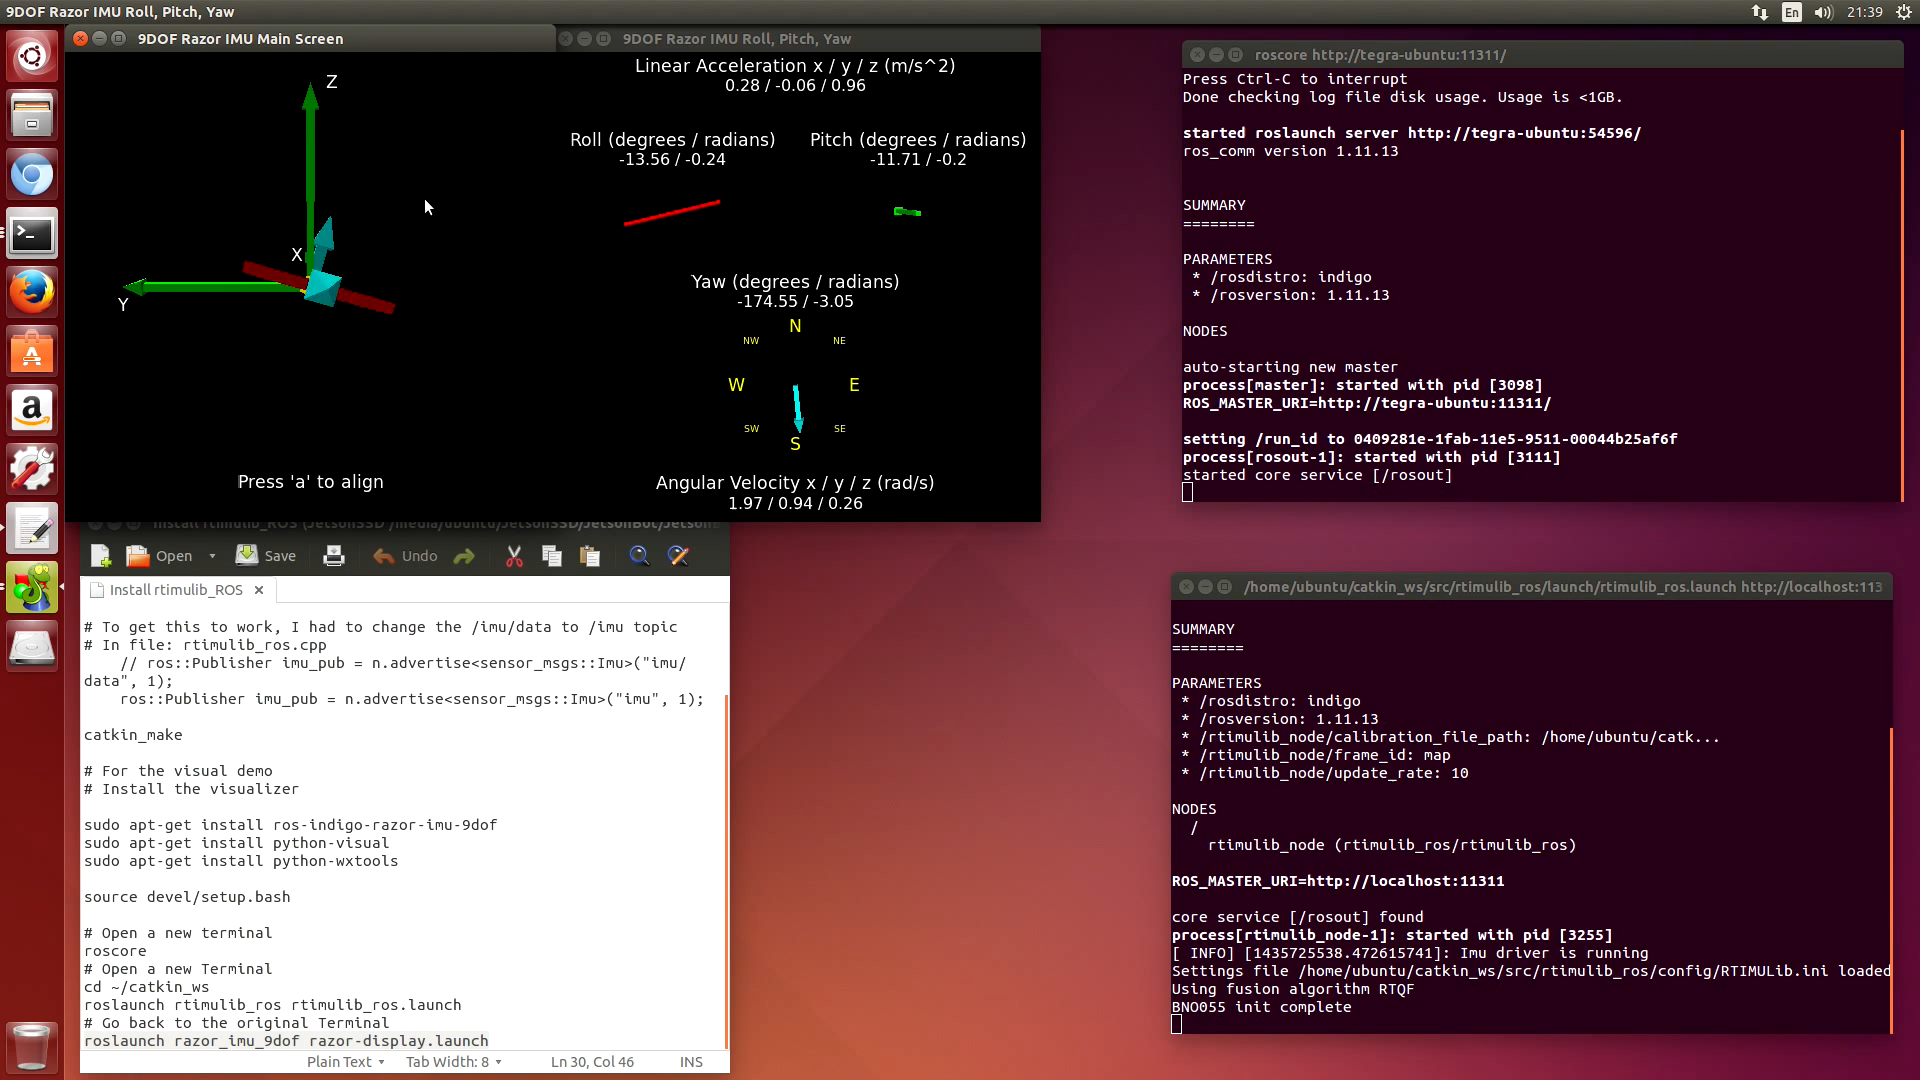 9DOF Razor IMU Roll, Pitch, Yaw
En
21:39
9DOF Razor IMU Main Screen
Z
X
Y
Press 'a' to align
9DOF Razor IMU Roll, Pitch, Yaw
Linear Acceleration x / y / z (m/s^2)
0.28 / -0.06 / 0.96
Roll (degrees / radians)
-13.56 / -0.24
Pitch (degrees / radians)
-11.71 / -0.2
Yaw (degrees / radians)
-174.55 / -3.05
N
NW
NE
W
E
SW
SE
S
Angular Velocity x / y / z (rad/s)
1.97 / 0.94 / 0.26
roscore http://tegra-ubuntu:11311/
Press Ctrl-C to interrupt
Done checking log file disk usage. Usage is <1GB.
started roslaunch server http://tegra-ubuntu:54596/
ros_comm version 1.11.13
SUMMARY
========
PARAMETERS
* /rosdistro: indigo
* /rosversion: 1.11.13
NODES
auto-starting new master
process[master]: started with pid [3098]
ROS_MASTER_URI=http://tegra-ubuntu:11311/
setting /run_id to 0409281e-1fab-11e5-9511-00044b25af6f
process[rosout-1]: started with pid [3111]
started core service [/rosout]
Install rtimulib_ROS (JetsonSSD /media/ubuntu/JetsonSSD/JetsonBot/Jetson
Open
Save
Undo
Install rtimulib_ROS
# To get this to work, I had to change the /imu/data to /imu topic
# In file: rtimulib_ros.cpp
// ros::Publisher imu_pub = n.advertise<sensor_msgs::Imu>("imu/
data", 1);
ros::Publisher imu_pub = n.advertise<sensor_msgs::Imu>("imu", 1);
catkin_make
# For the visual demo
# Install the visualizer
sudo apt-get install ros-indigo-razor-imu-9dof
sudo apt-get install python-visual
sudo apt-get install python-wxtools
source devel/setup.bash
# Open a new terminal
roscore
# Open a new Terminal
cd ~/catkin_ws
roslaunch rtimulib_ros rtimulib_ros.launch
# Go back to the original Terminal
roslaunch razor_imu_9dof razor-display.launch
Plain Text
Tab Width: 8
Ln 30, Col 46
INS
/home/ubuntu/catkin_ws/src/rtimulib_ros/launch/rtimulib_ros.launch http://localhost:113
SUMMARY
========
PARAMETERS
* /rosdistro: indigo
* /rosversion: 1.11.13
* /rtimulib_node/calibration_file_path: /home/ubuntu/catk...
* /rtimulib_node/frame_id: map
* /rtimulib_node/update_rate: 10
NODES
/
rtimulib_node (rtimulib_ros/rtimulib_ros)
ROS_MASTER_URI=http://localhost:11311
core service [/rosout] found
process[rtimulib_node-1]: started with pid [3255]
[ INFO] [1435725538.472615741]: Imu driver is running
Settings file /home/ubuntu/catkin_ws/src/rtimulib_ros/config/RTIMULib.ini loaded
Using fusion algorithm RTQF
BNO055 init complete